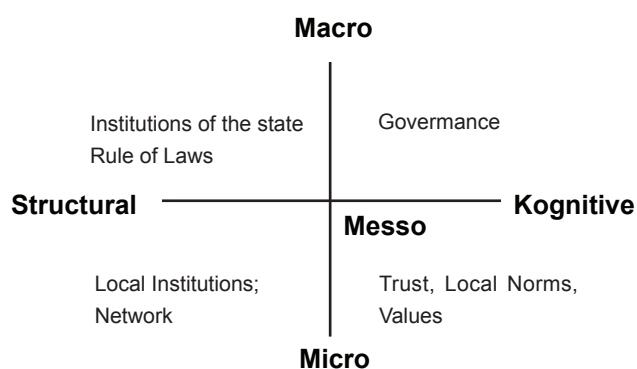 Macro
Institutions of the state
Rule of Laws
Govermance
Structural
Kognitive
Messo
Local Institutions;
Network
Trust, Local Norms,
Values
Micro